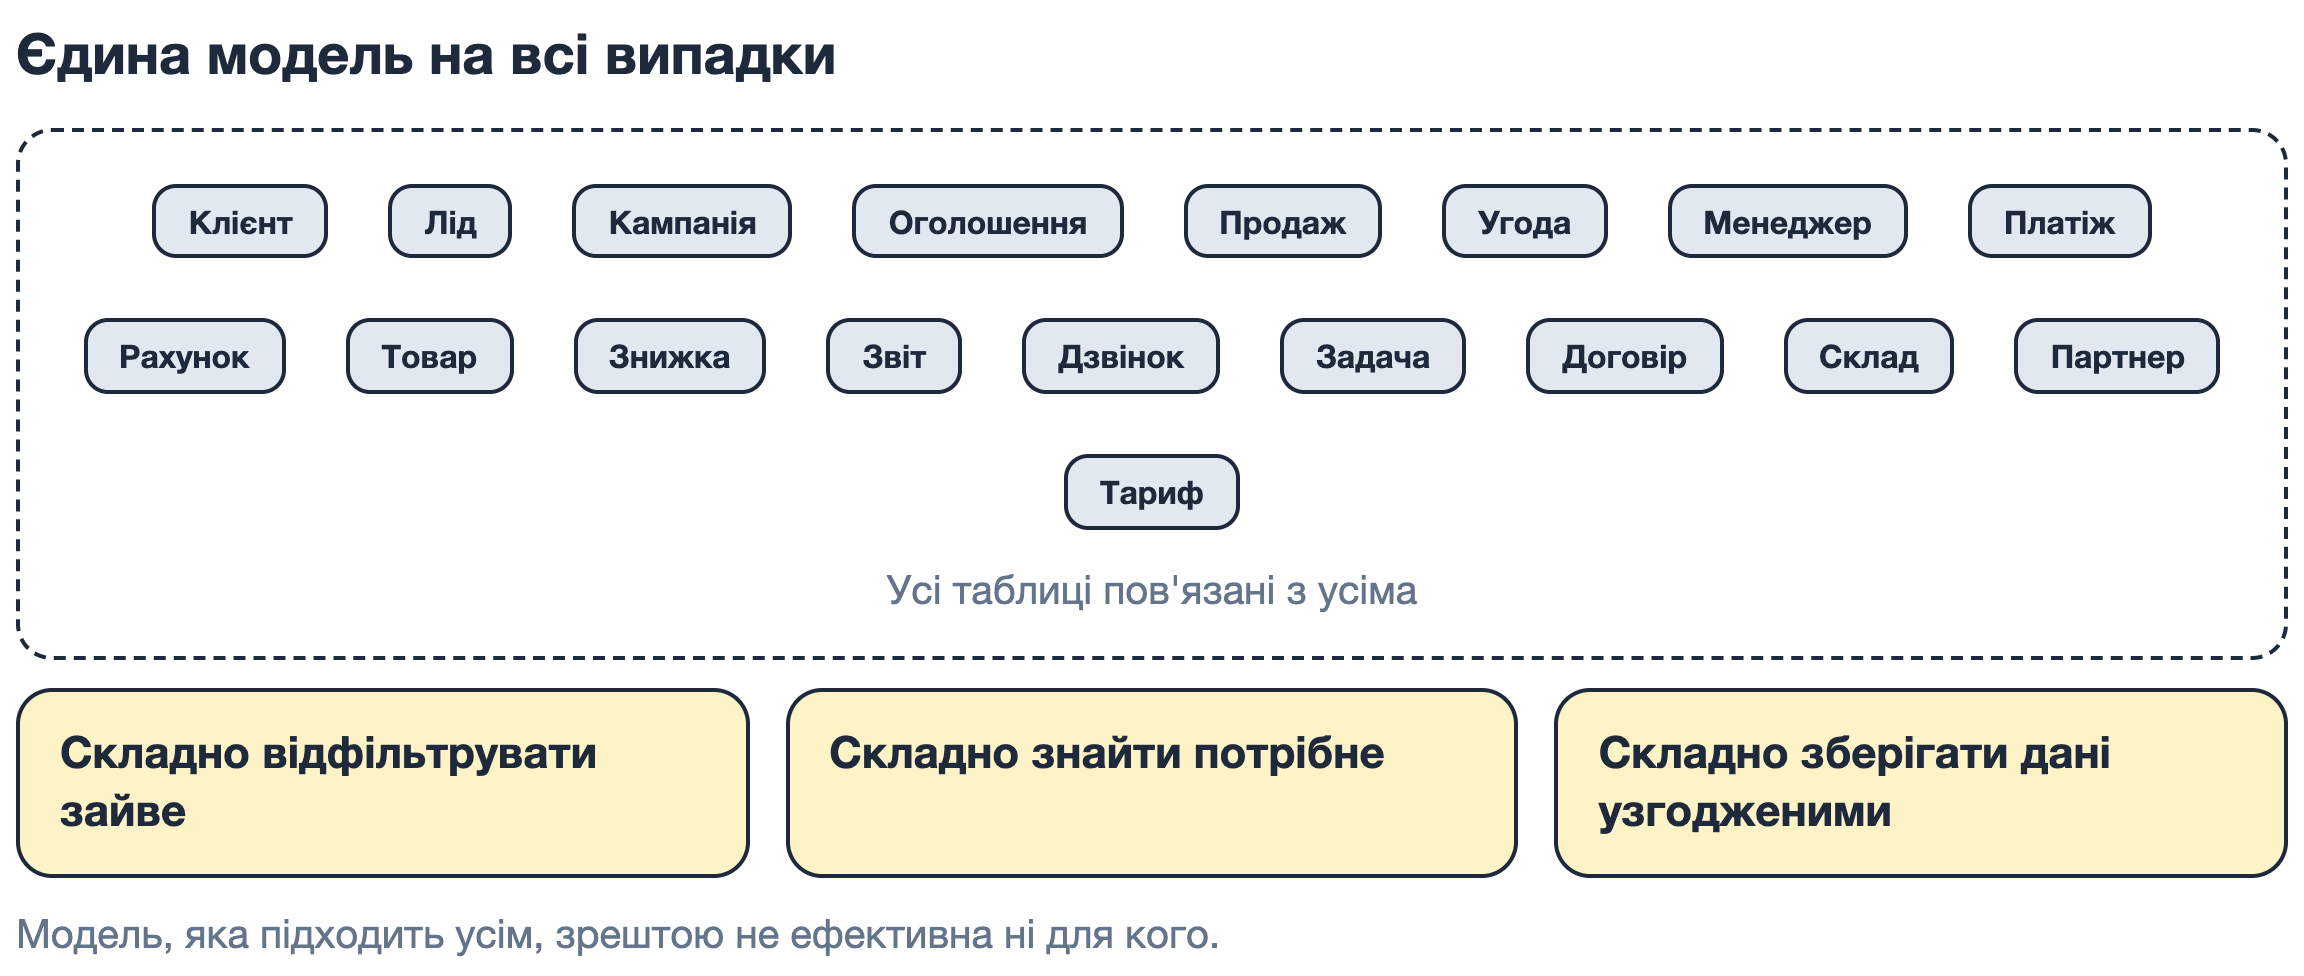 Єдина модель на всі випадки
Клієнт Лід Кампанія Оголошення Продаж Угода Менеджер Платіж
Рахунок Товар Знижка Звіт Дзвінок Задача Договір Склад Партнер
Тариф
Усі таблиці пов'язані з усіма
Складно відфільтрувати
зайве
Складно знайти потрібне
Складно зберігати дані
узгодженими
Модель, яка підходить усім, зрештою не ефективна ні для кого.